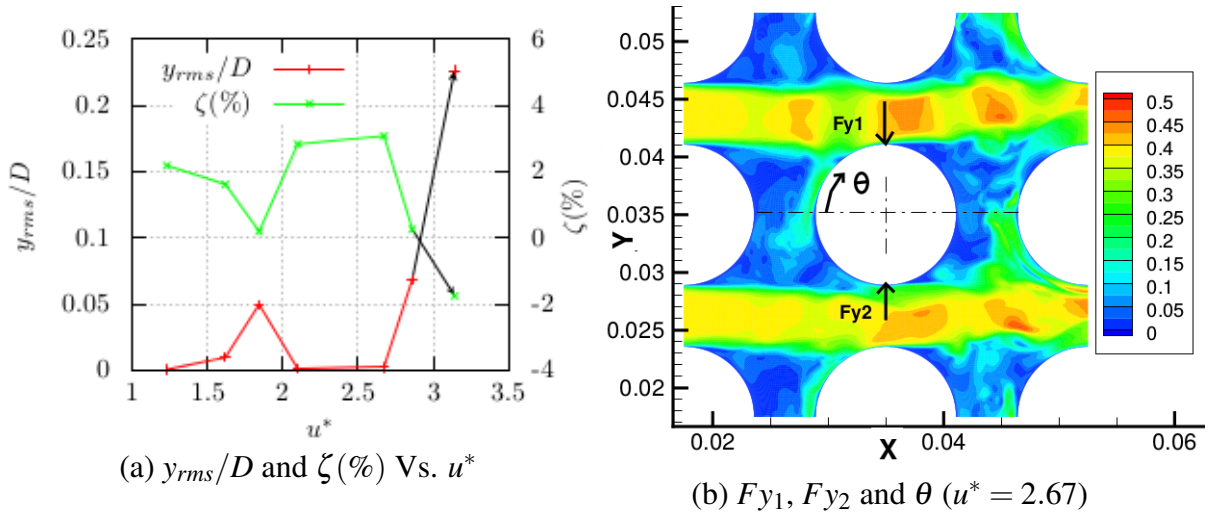 0.25
0.2
0.15
0.1
0.05
0
y_rms/D
y_rms/D
ζ(%)
6
4
2
0
-2
-4
ζ(%)
1 1.5 2 2.5 3 3.5
u*
(a) y_rms/D and ζ(%) Vs. u*
0.05
0.045
0.04
0.035
0.03
0.025
0.02
Y
Fy1
θ
Fy2
0.5
0.45
0.4
0.35
0.3
0.25
0.2
0.15
0.1
0.05
0
0.02 0.04 0.06
X
(b) Fy₁, Fy₂ and θ (u* = 2.67)